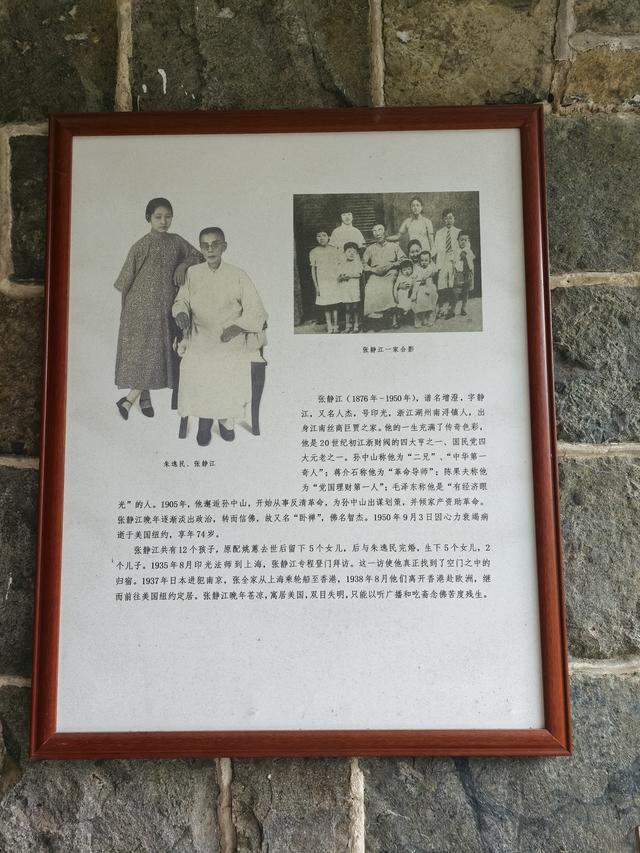 张静江一家合影
朱逸民、张静江
张静江（1876年-1950年），谱名增澄，字静
江，又名人杰，号印光，浙江湖州南浔镇人，出
身江南丝商巨贾之家。他的一生充满了传奇色彩，
他是20世纪初江浙财阀的四大亨之一、国民党四
大元老之一。孙中山称他为“二兄”、“中华第一
奇人”；蒋介石称他为“革命导师”；陈果夫称他
为“党国理财第一人”；毛泽东称他是“有经济眼
光”的人。1905年，他邂逅孙中山，开始从事反清革命，为孙中山出谋划策，并倾家产资助革命。
张静江晚年逐渐淡出政治，转而信佛，故又名“卧禅”，佛名智杰。1950年9月3日因心力衰竭病
逝于美国纽约，享年74岁。
张静江共有12个孩子，原配姚蕙去世后留下5个女儿，后与朱逸民完婚，生下5个女儿，2
个儿子。1935年8月印光法师到上海，张静江专程登门拜访。这一访使他真正找到了空门之中的
归宿。1937年日本进犯南京，张全家从上海乘轮船至香港，1938年8月他们离开香港赴欧洲，继
而前往美国纽约定居。张静江晚年苍凉，寓居美国，双目失明，只能以听广播和吃斋念佛苦度残生。